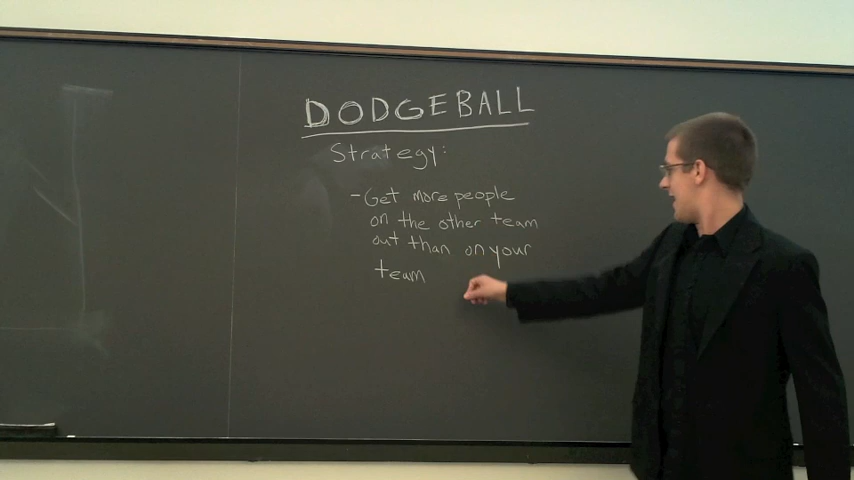 DODGEBALL
Strategy:
- Get more people
on the other team
out than on your
team